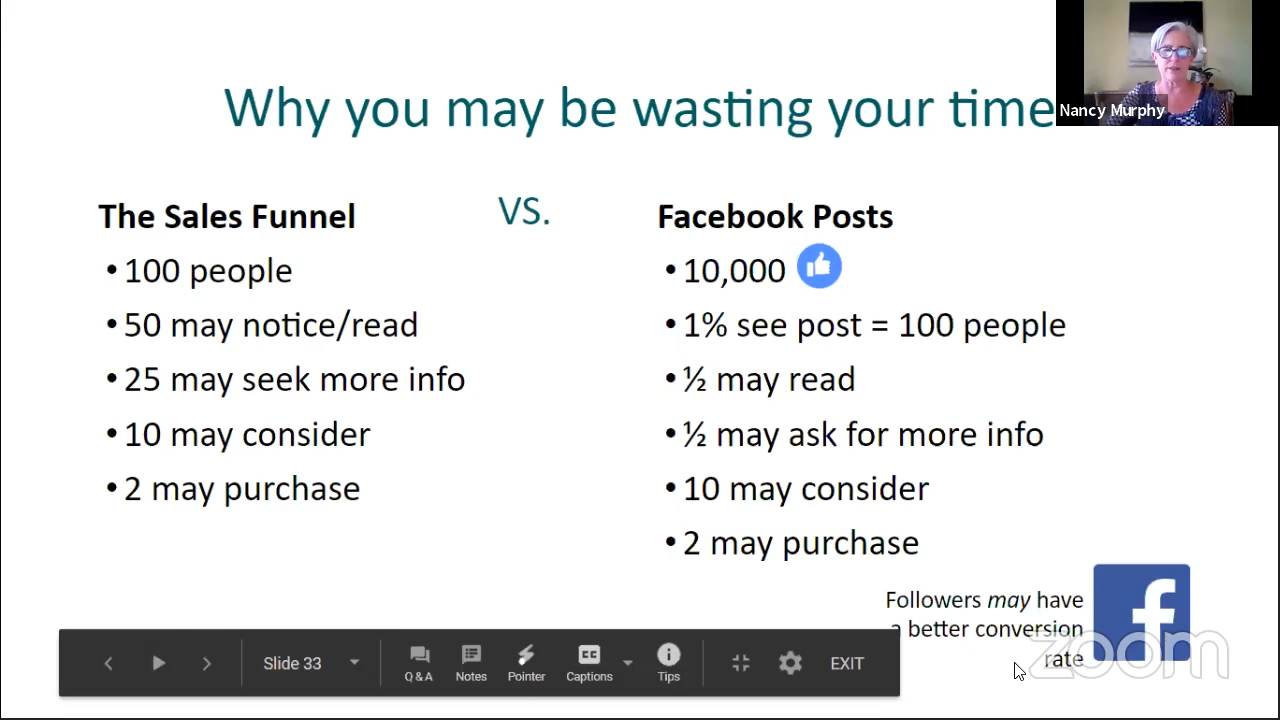 Why you may be wasting your time
Nancy Murphy
The Sales Funnel
• 100 people
• 50 may notice/read
• 25 may seek more info
• 10 may consider
• 2 may purchase
VS.
Facebook Posts
• 10,000
• 1% see post = 100 people
• ½ may read
• ½ may ask for more info
• 10 may consider
• 2 may purchase
Followers may have
a better conversion
rate
f
zoom
Slide 33
Q & A
Notes
Pointer
CC
Captions
Tips
EXIT